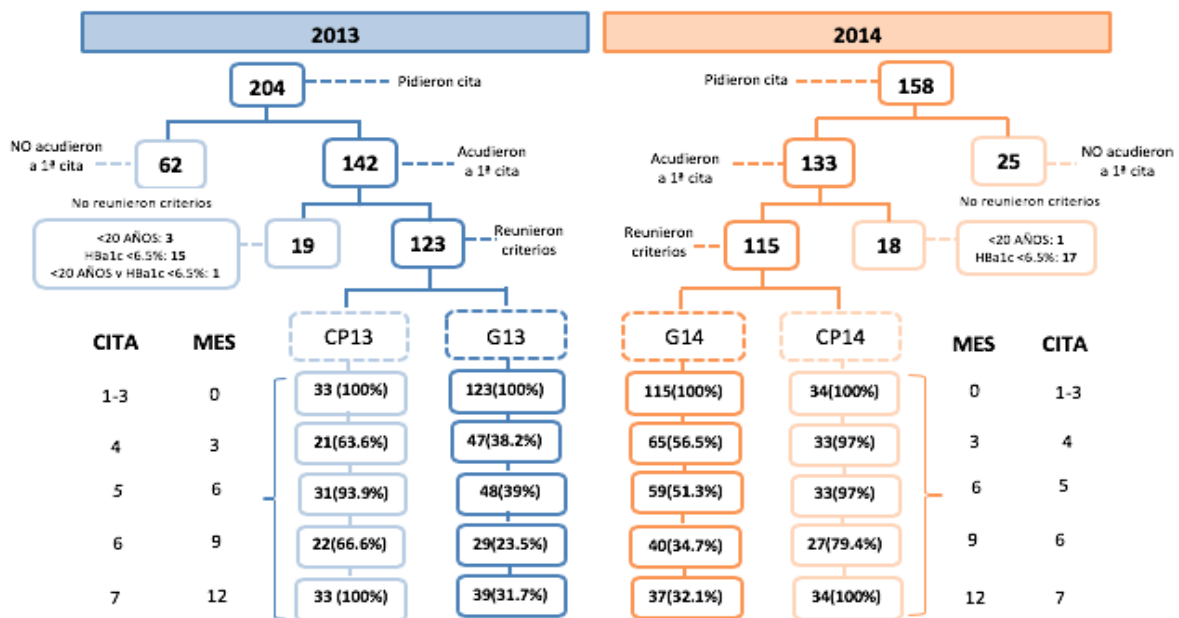 2013
2014
204
Pidieron cita
Pidieron cita
158
NO acudieron
a 1ª cita
62
142
Acudieron
a 1ª cita
Acudieron
a 1ª cita
133
25
NO acudieron
a 1ª cita
No reunieron criterios
<20 AÑOS: 3
HBa1c <6.5%: 15
<20 AÑOS y HBa1c <6.5%: 1
19
123
Reunieron
criterios
Reunieron
criterios
115
18
No reunieron criterios
<20 AÑOS: 1
HBa1c <6.5%: 17
CITA MES CP13 G13 G14 CP14 MES CITA
1-3 0 33 (100%) 123(100%) 115(100%) 34(100%) 0 1-3
4 3 21(63.6%) 47(38.2%) 65(56.5%) 33(97%) 3 4
5 6 31(93.9%) 48(39%) 59(51.3%) 33(97%) 6 5
6 9 22(66.6%) 29(23.5%) 40(34.7%) 27(79.4%) 9 6
7 12 33 (100%) 39(31.7%) 37(32.1%) 34(100%) 12 7